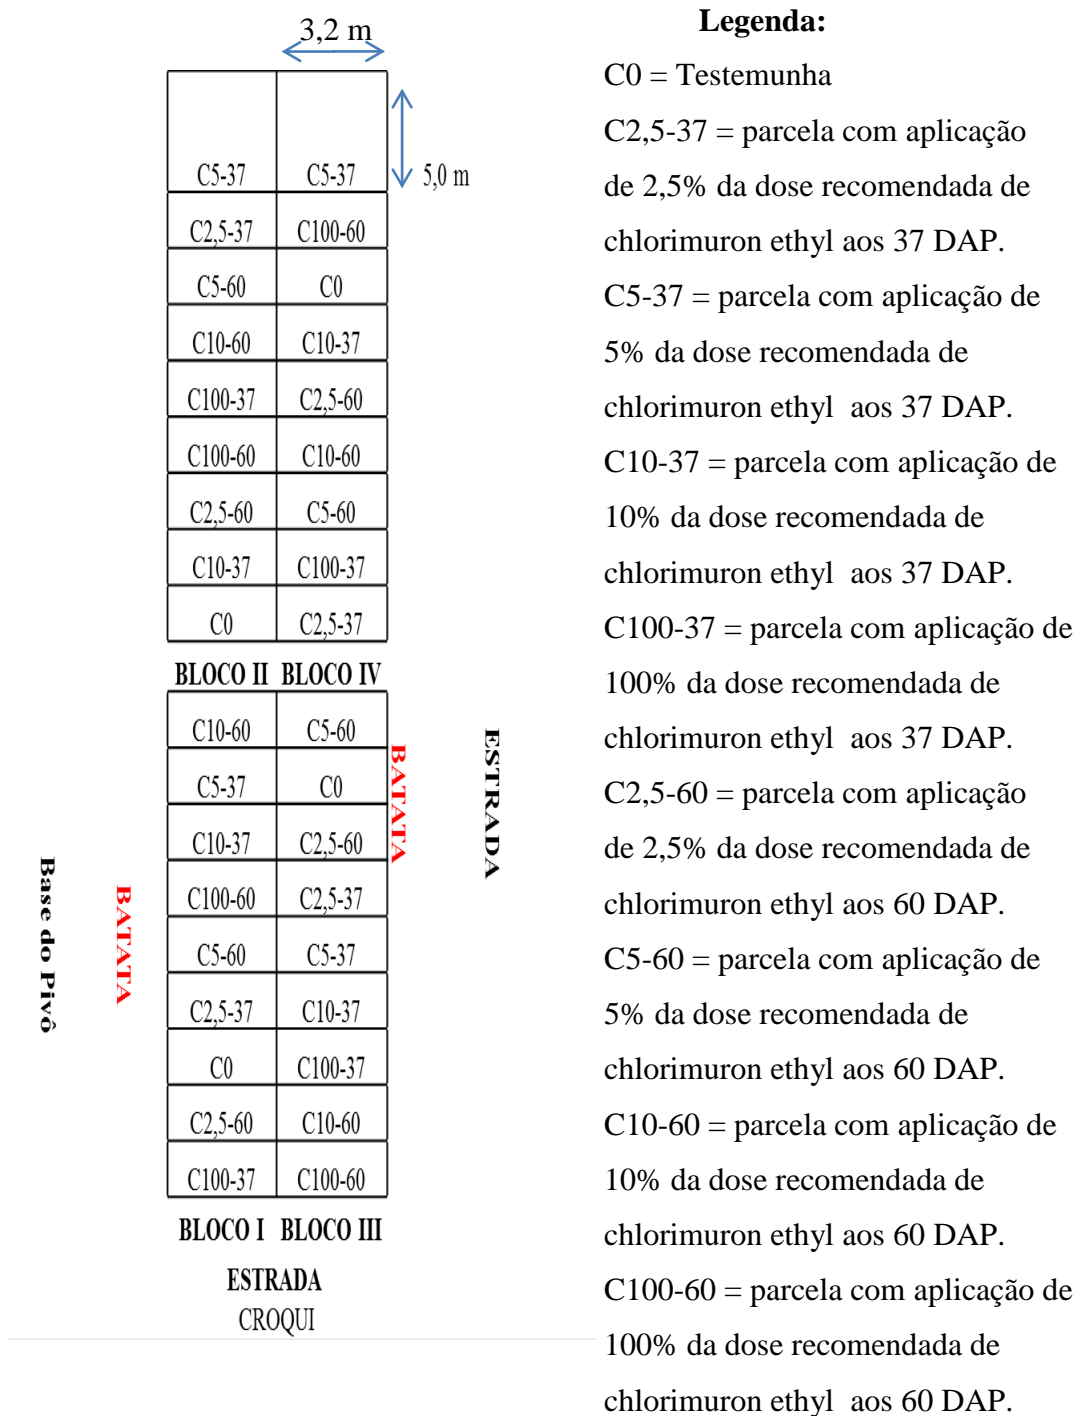 3,2 m
5,0 m
C5-37 C5-37
C2,5-37 C100-60
C5-60 C0
C10-60 C10-37
C100-37 C2,5-60
C100-60 C10-60
C2,5-60 C5-60
C10-37 C100-37
C0 C2,5-37
BLOCO II BLOCO IV
C10-60 C5-60
C5-37 C0
C10-37 C2,5-60
C100-60 C2,5-37
C5-60 C5-37
C2,5-37 C10-37
C0 C100-37
C2,5-60 C10-60
C100-37 C100-60
BLOCO I BLOCO III
ESTRADA
CROQUI
Base do Pivô
BATATA
BATATA
ESTRADA
Legenda:
C0 = Testemunha
C2,5-37 = parcela com aplicação
de 2,5% da dose recomendada de
chlorimuron ethyl aos 37 DAP.
C5-37 = parcela com aplicação de
5% da dose recomendada de
chlorimuron ethyl aos 37 DAP.
C10-37 = parcela com aplicação de
10% da dose recomendada de
chlorimuron ethyl aos 37 DAP.
C100-37 = parcela com aplicação de
100% da dose recomendada de
chlorimuron ethyl aos 37 DAP.
C2,5-60 = parcela com aplicação
de 2,5% da dose recomendada de
chlorimuron ethyl aos 60 DAP.
C5-60 = parcela com aplicação de
5% da dose recomendada de
chlorimuron ethyl aos 60 DAP.
C10-60 = parcela com aplicação de
10% da dose recomendada de
chlorimuron ethyl aos 60 DAP.
C100-60 = parcela com aplicação de
100% da dose recomendada de
chlorimuron ethyl aos 60 DAP.